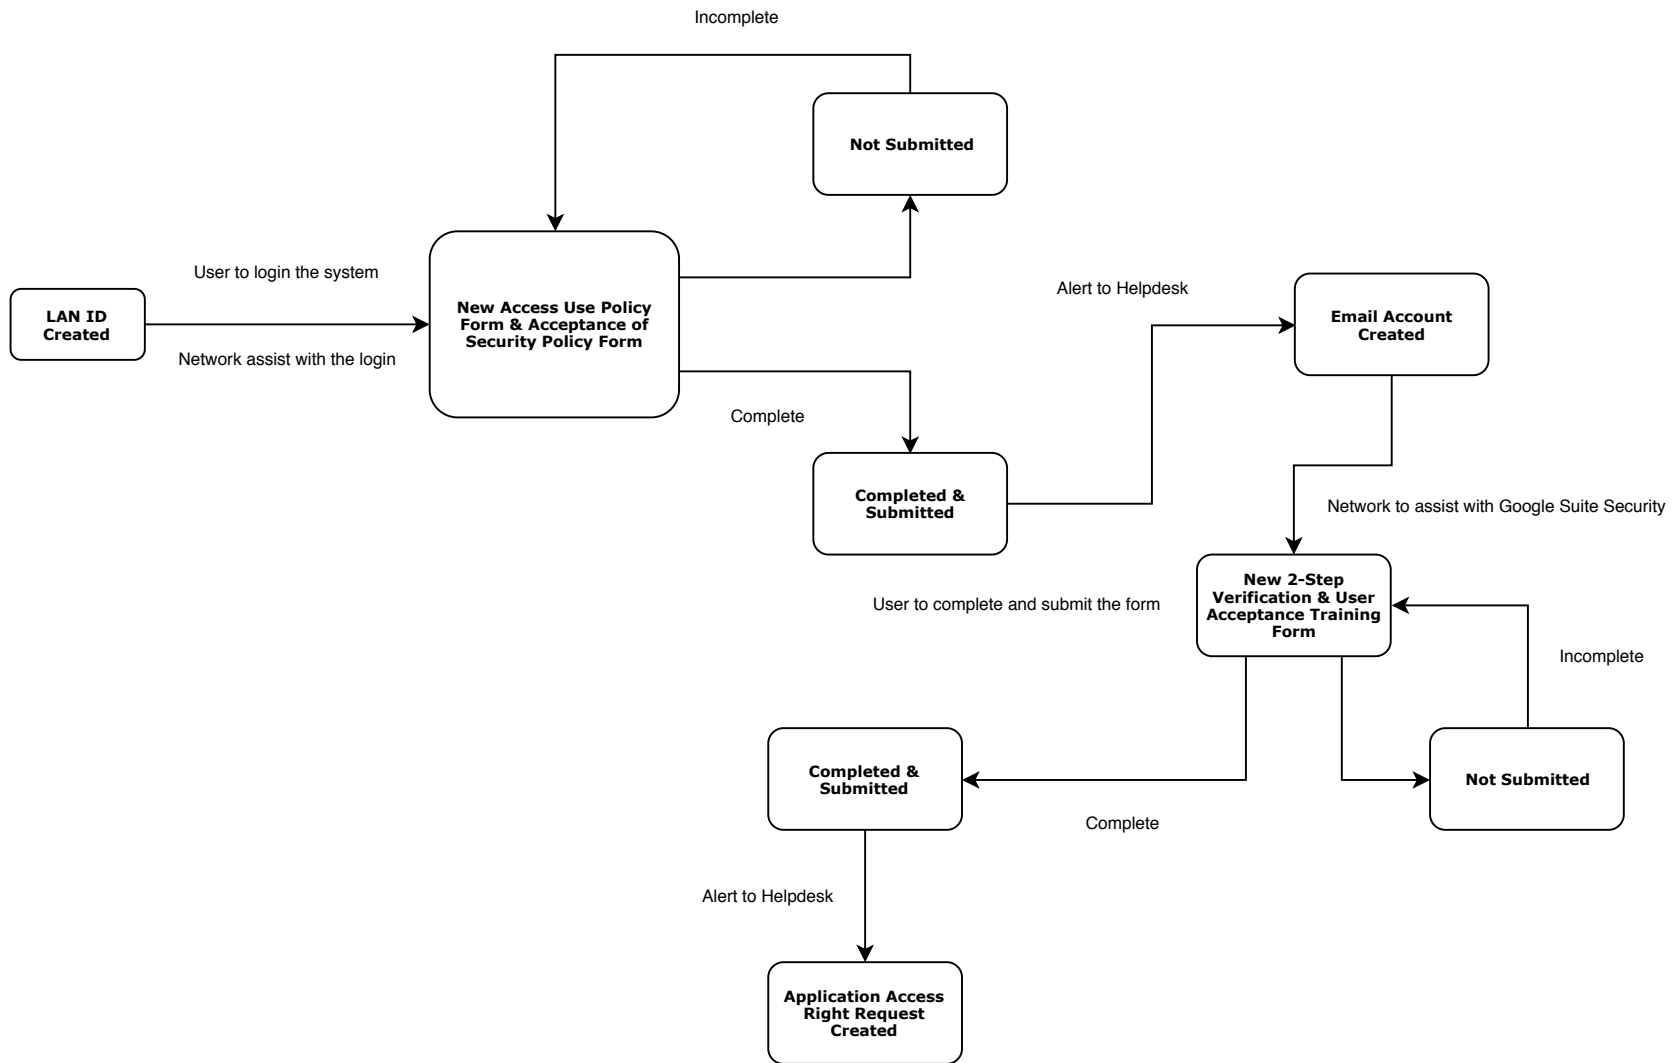 Incomplete
Not Submitted
User to login the system
LAN ID
Created
Network assist with the login
New Access Use Policy
Form & Acceptance of
Security Policy Form
Alert to Helpdesk
Email Account
Created
Complete
Completed &
Submitted
Network to assist with Google Suite Security
User to complete and submit the form
New 2-Step
Verification & User
Acceptance Training
Form
Incomplete
Completed &
Submitted
Not Submitted
Complete
Alert to Helpdesk
Application Access
Right Request
Created